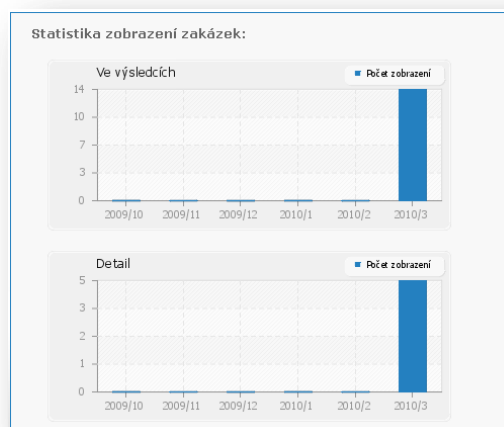 Statistika zobrazení zakázek:
Ve výsledcích
Počet zobrazení
14
10
7
3
0
2009/10 2009/11 2009/12 2010/1 2010/2 2010/3
Detail
Počet zobrazení
5
3
2
1
0
2009/10 2009/11 2009/12 2010/1 2010/2 2010/3